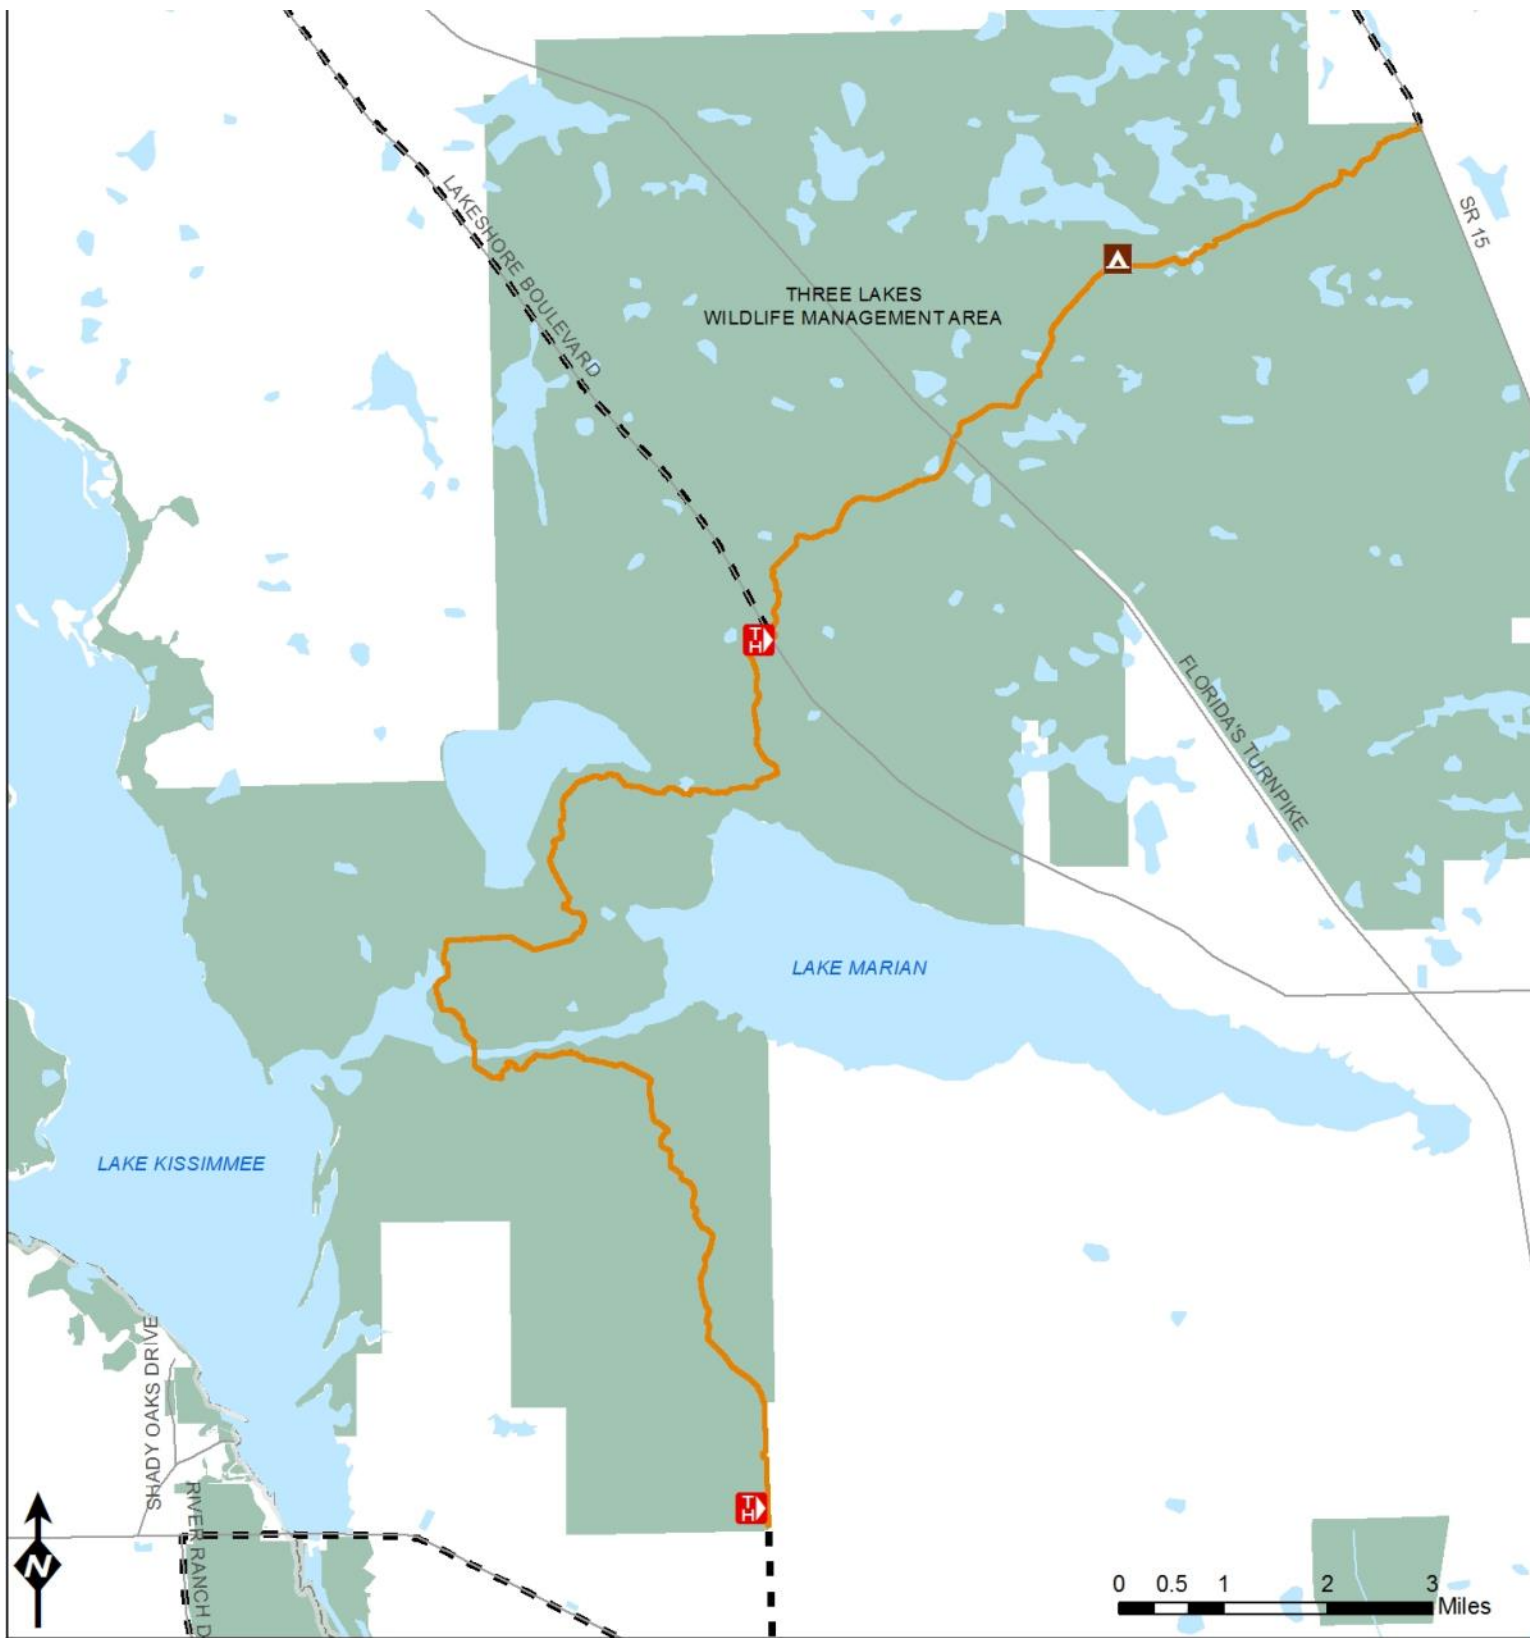 LAKESHORE BOULEVARD
SR 15
THREE LAKES
WILDLIFE MANAGEMENT AREA
TH
FLORIDA'S TURNPIKE
LAKE MARIAN
LAKE KISSIMMEE
SHADY OAKS DRIVE
RIVER RANCH D
TH
N
0 0.5 1 2 3
Miles